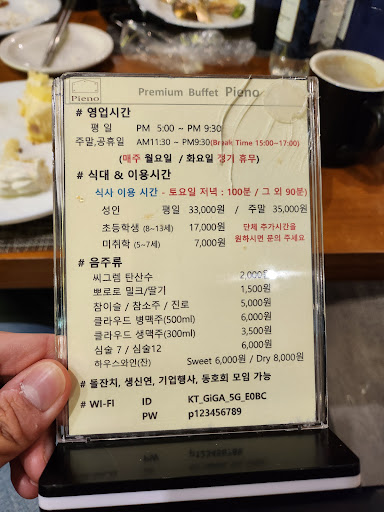 Pieno
Premium Buffet Pieno
# 영업시간
평 일 PM 5:00 ~ PM 9:30
주말,공휴일 AM11:30 ~ PM9:30(Break Time 15:00~17:00)
(매주 월요일 / 화요일 정기 휴무)
# 식대 & 이용시간
식사 이용 시간 - 토요일 저녁 : 100분 / 그 외 90분)
성인 평일 33,000원 / 주말 35,000원
초등학생 (8~13세) 17,000원 단체 추가시간을
미취학 (5~7세) 7,000원 원하시면 문의 주세요
# 음주류
씨그램 탄산수 2,000원
뽀로로 밀크/딸기 1,500원
참이슬 / 참소주 / 진로 5,000원
클라우드 병맥주(500ml) 6,000원
클라우드 생맥주(300ml) 3,500원
심술 7 / 심술12 6,000원
하우스와인(잔) Sweet 6,000원 / Dry 8,000원
# 돌잔치, 생신연, 기업행사, 동호회 모임 가능
# WI-FI ID KT_GiGA_5G_E0BC
PW p123456789